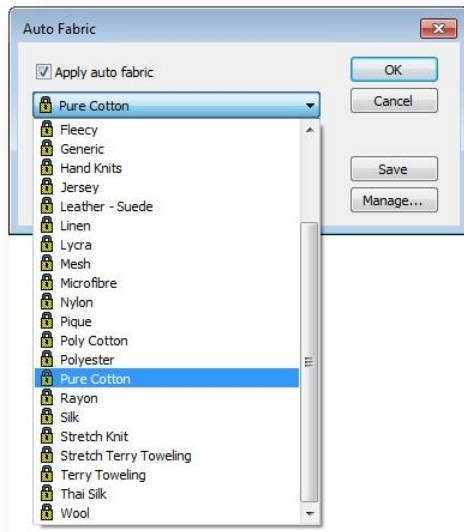 Auto Fabric
Apply auto fabric
OK
Pure Cotton
Cancel
Fleecy
Generic
Hand Knits
Save
Jersey
Leather - Suede
Manage...
Linen
Lycra
Mesh
Microfibre
Nylon
Pique
Poly Cotton
Polyester
Pure Cotton
Rayon
Silk
Stretch Knit
Stretch Terry Toweling
Terry Toweling
Thai Silk
Wool